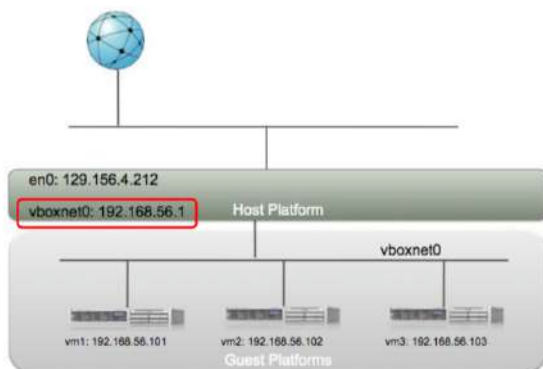 en0: 129.156.4.212
vboxnet0: 192.168.56.1
Host Platform
vboxnet0
vm1: 192.168.56.101
vm2: 192.168.56.102
vm3: 192.168.56.103
Guest Platforms